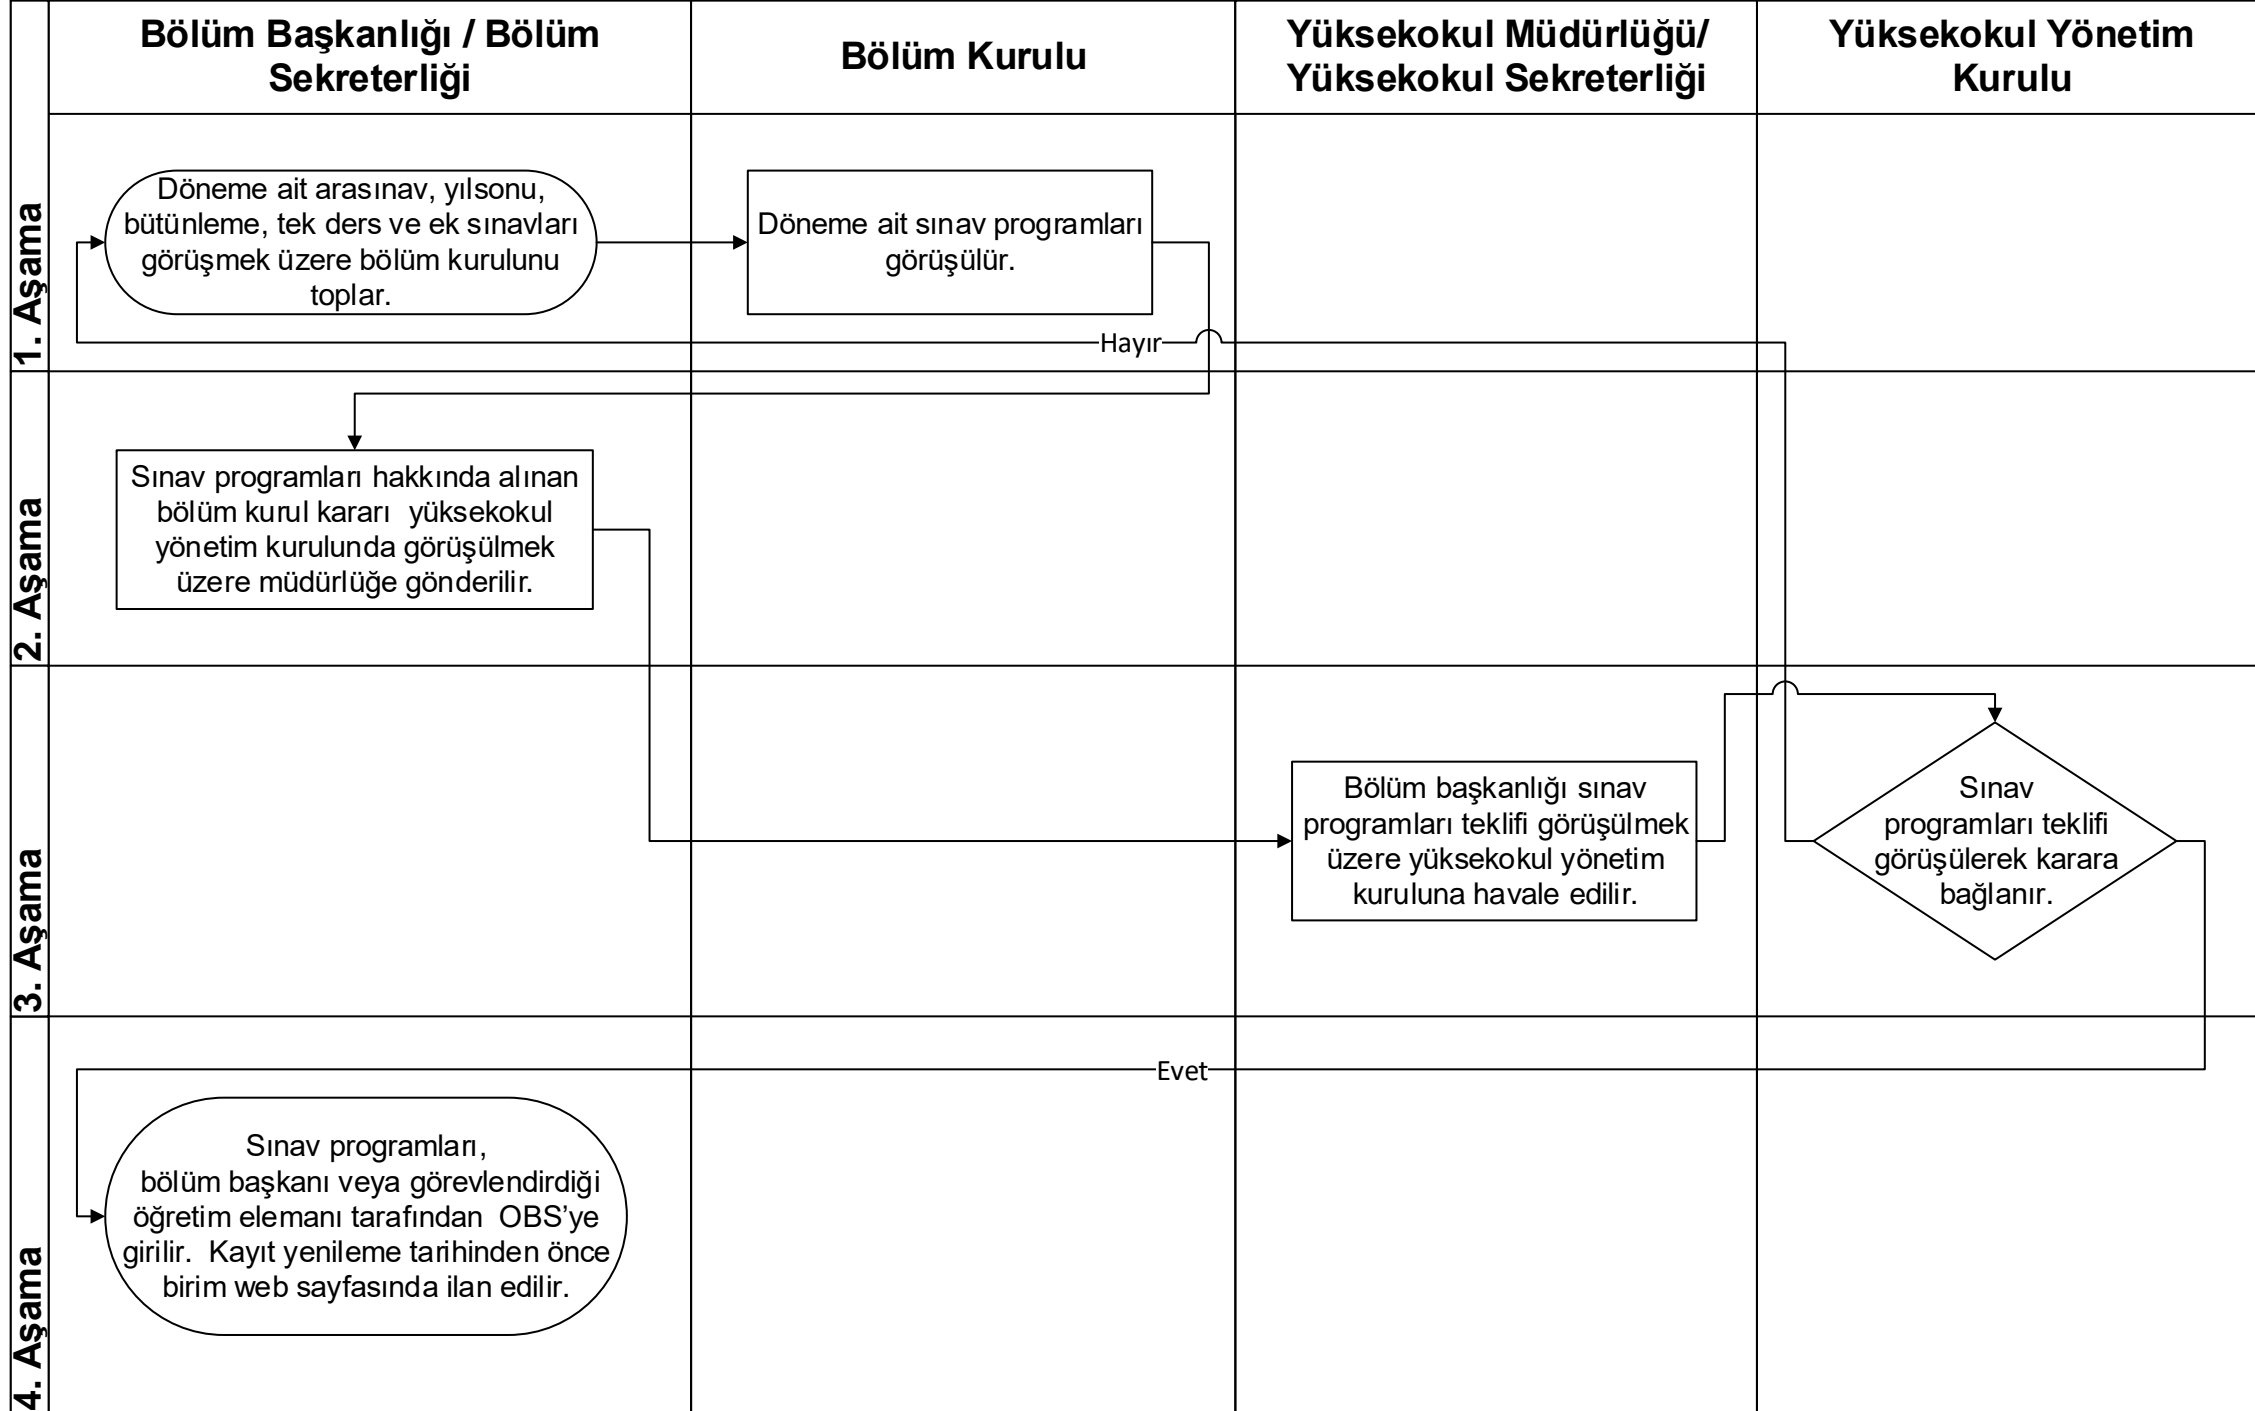 Bölüm Başkanlığı / Bölüm
Sekreterliği
Bölüm Kurulu
Yüksekokul Müdürlüğü/
Yüksekokul Sekreterliği
Yüksekokul Yönetim
Kurulu
1. Aşama
Döneme ait arasınav, yılsonu,
bütünleme, tek ders ve ek sınavları
görüşmek üzere bölüm kurulunu
toplar.
Döneme ait sınav programları
görüşülür.
Hayır
2. Aşama
Sınav programları hakkında alınan
bölüm kurul kararı  yüksekokul
yönetim kurulunda görüşülmek
üzere müdürlüğe gönderilir.
3. Aşama
Bölüm başkanlığı sınav
programları teklifi görüşülmek
üzere yüksekokul yönetim
kuruluna havale edilir.
Sınav
programları teklifi
görüşülerek karara
bağlanır.
4. Aşama
Evet
Sınav programları,
bölüm başkanı veya görevlendirdiği
öğretim elemanı tarafından  OBS’ye
girilir.  Kayıt yenileme tarihinden önce
birim web sayfasında ilan edilir.